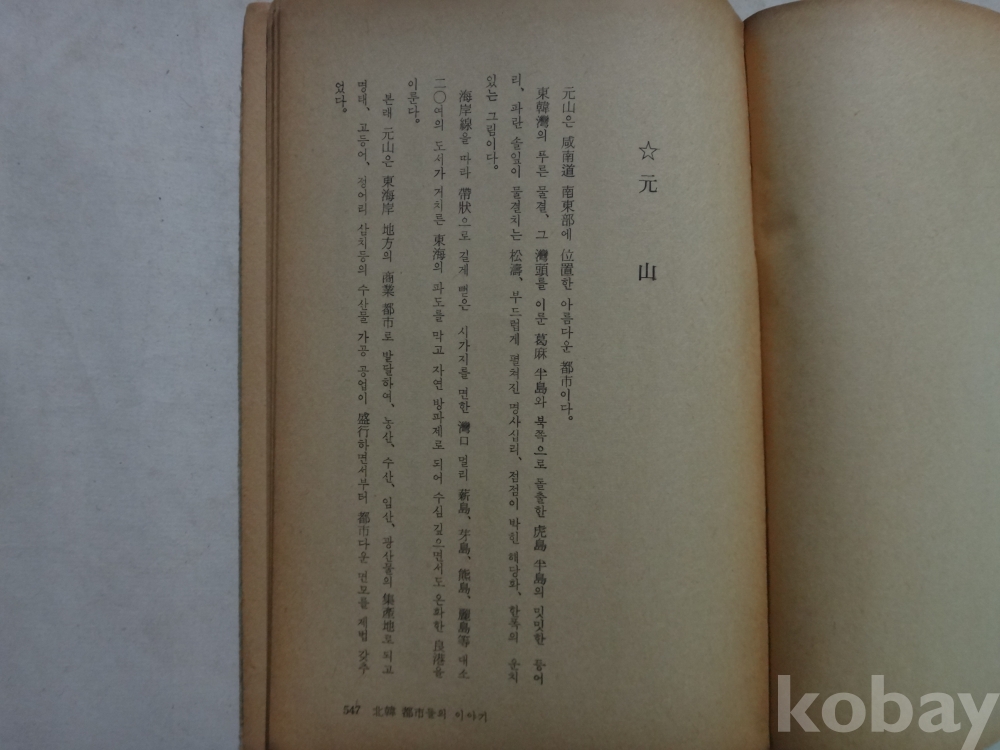 ☆ 元 山
元山은 咸南道 南東部에 位置한 아름다운 都市이다。
東韓灣의 푸른 물결、그 灣頭를 이룬 葛麻 半島와 북쪽으로 돌출한 虎島 半島의 밋밋한 등어
리、파란 솔잎이 물결치는 松濤、부드럽게 펼쳐진 명사심리、점점이 박힌 해당화、한폭의 운치
있는 그림이다。
海岸線을 따라 帶狀으로 길게 뻗은 시가지를 면한 灣口 멀리 薪島、芽島、熊島、麗島等 대소
二〇여의 도서가 거치른 東海의 파도를 막고 자연 방파제로 되어 수심 깊으면서도 온화한 良港을
이룬다。
본래 元山은 東海岸 地方의 商業 都市로 발달하여、농산、수산、임산、광산물의 集產地로 되고
명태、고등어、정어리 삼치등의 수산물 가공 공업이 盛行하면서부터 都市다운 면모를 제법 갖추
었다。
547 北韓 都市들의 이야기
kobay